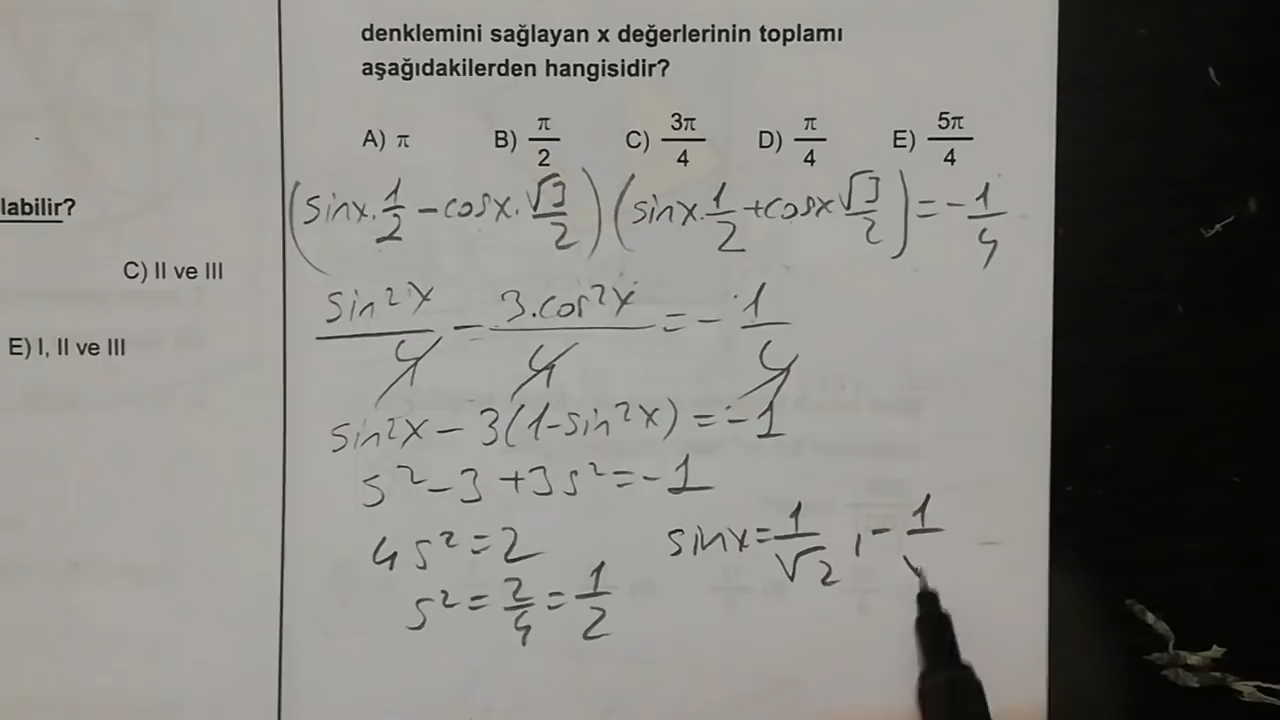 denklemini sağlayan x değerlerinin toplamı
aşağıdakilerden hangisidir?
A) π B) π/2 C) 3π/4 D) π/4 E) 5π/4
labilir?
C) II ve III
E) I, II ve III
(sinx.1/2 - cosx.√3/2)(sinx.1/2 + cosx √3/2) = -1/4
sin²x/4 - 3.cos²x/4 = -1/4
sin²x - 3(1-sin²x) = -1
s² - 3 + 3s² = -1
4s² = 2
s² = 2/4 = 1/2
sinx = 1/√2 , - 1